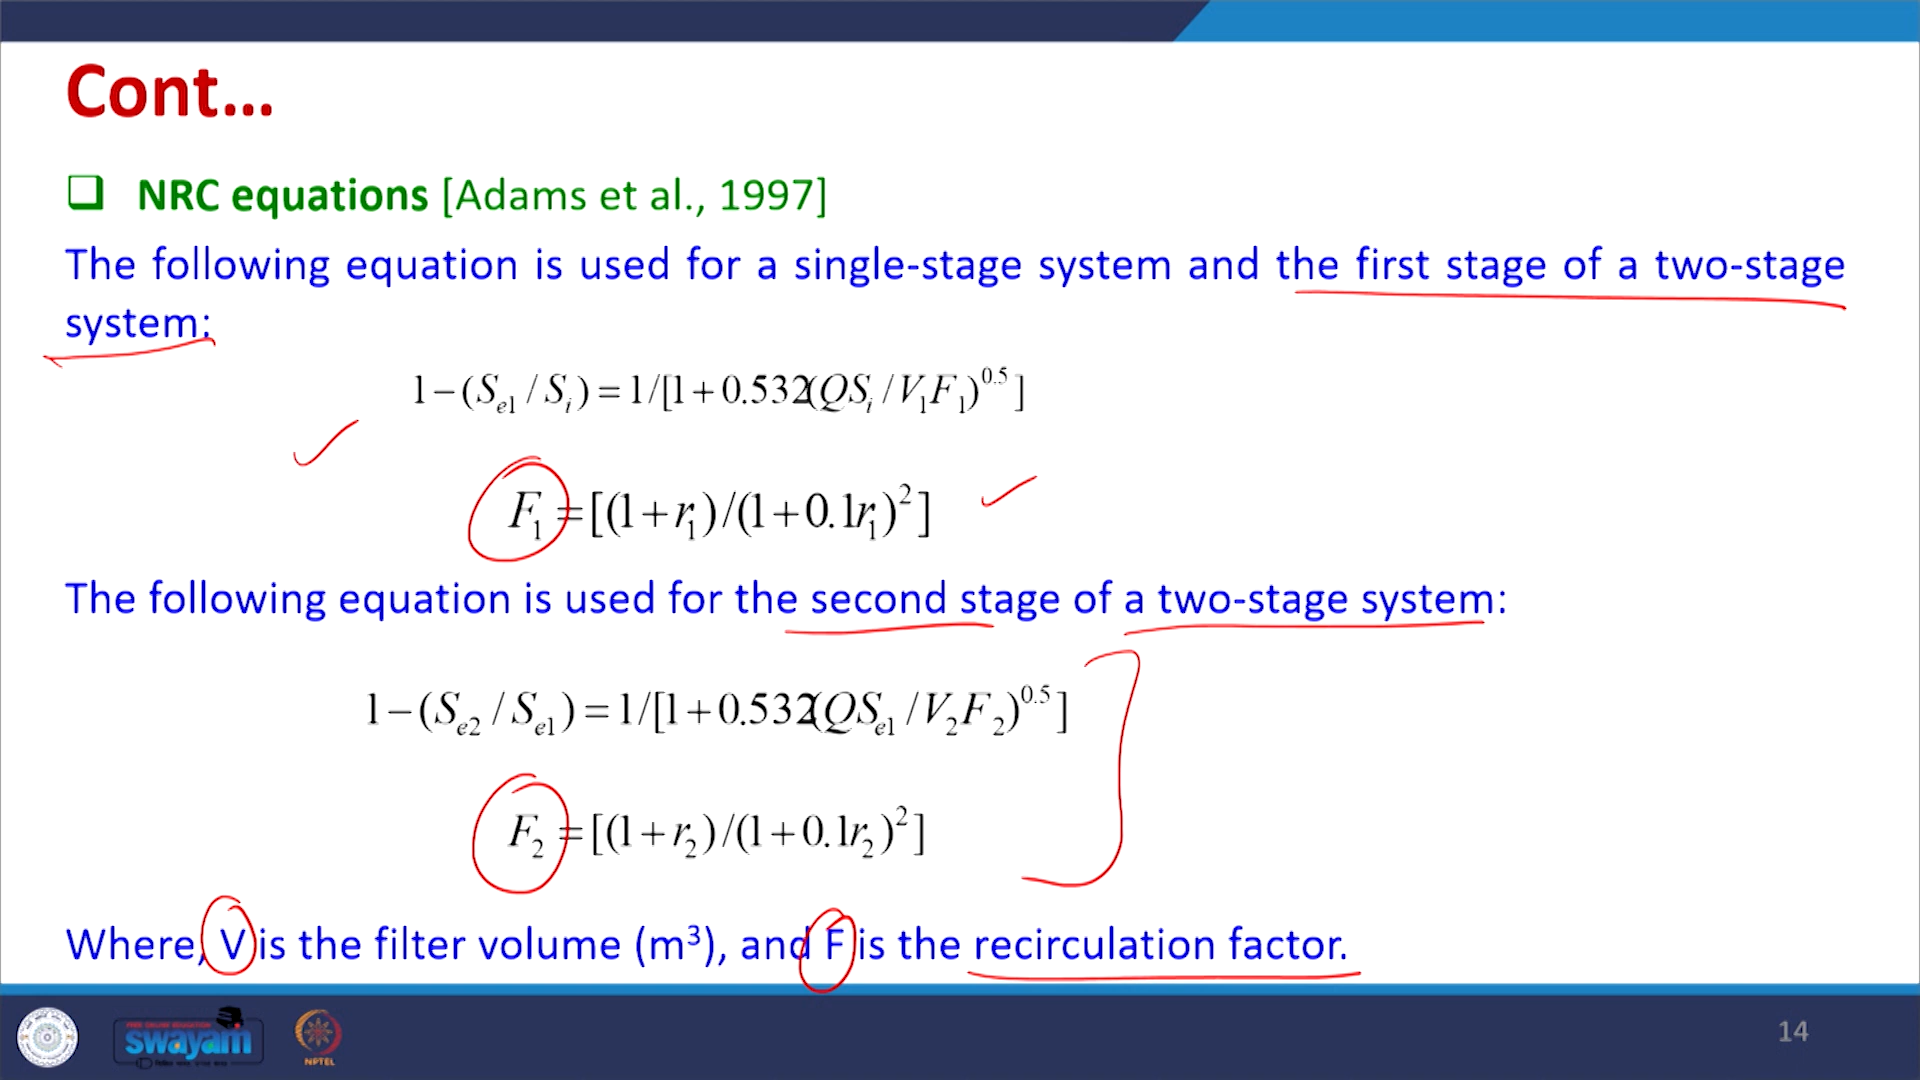 Cont...
❑ NRC equations [Adams et al., 1997]
The following equation is used for a single-stage system and the first stage of a two-stage
system:
1−(Se1/Si)=1/[1+0.532(QSi/V1F1)^0.5]
F1=[(1+r1)/(1+0.1r1)²]
The following equation is used for the second stage of a two-stage system:
1−(Se2/Se1)=1/[1+0.532(QSe1/V2F2)^0.5]
F2=[(1+r2)/(1+0.1r2)²]
Where, V is the filter volume (m³), and F is the recirculation factor.
FREE ONLINE EDUCATION
swayam
NPTEL
14